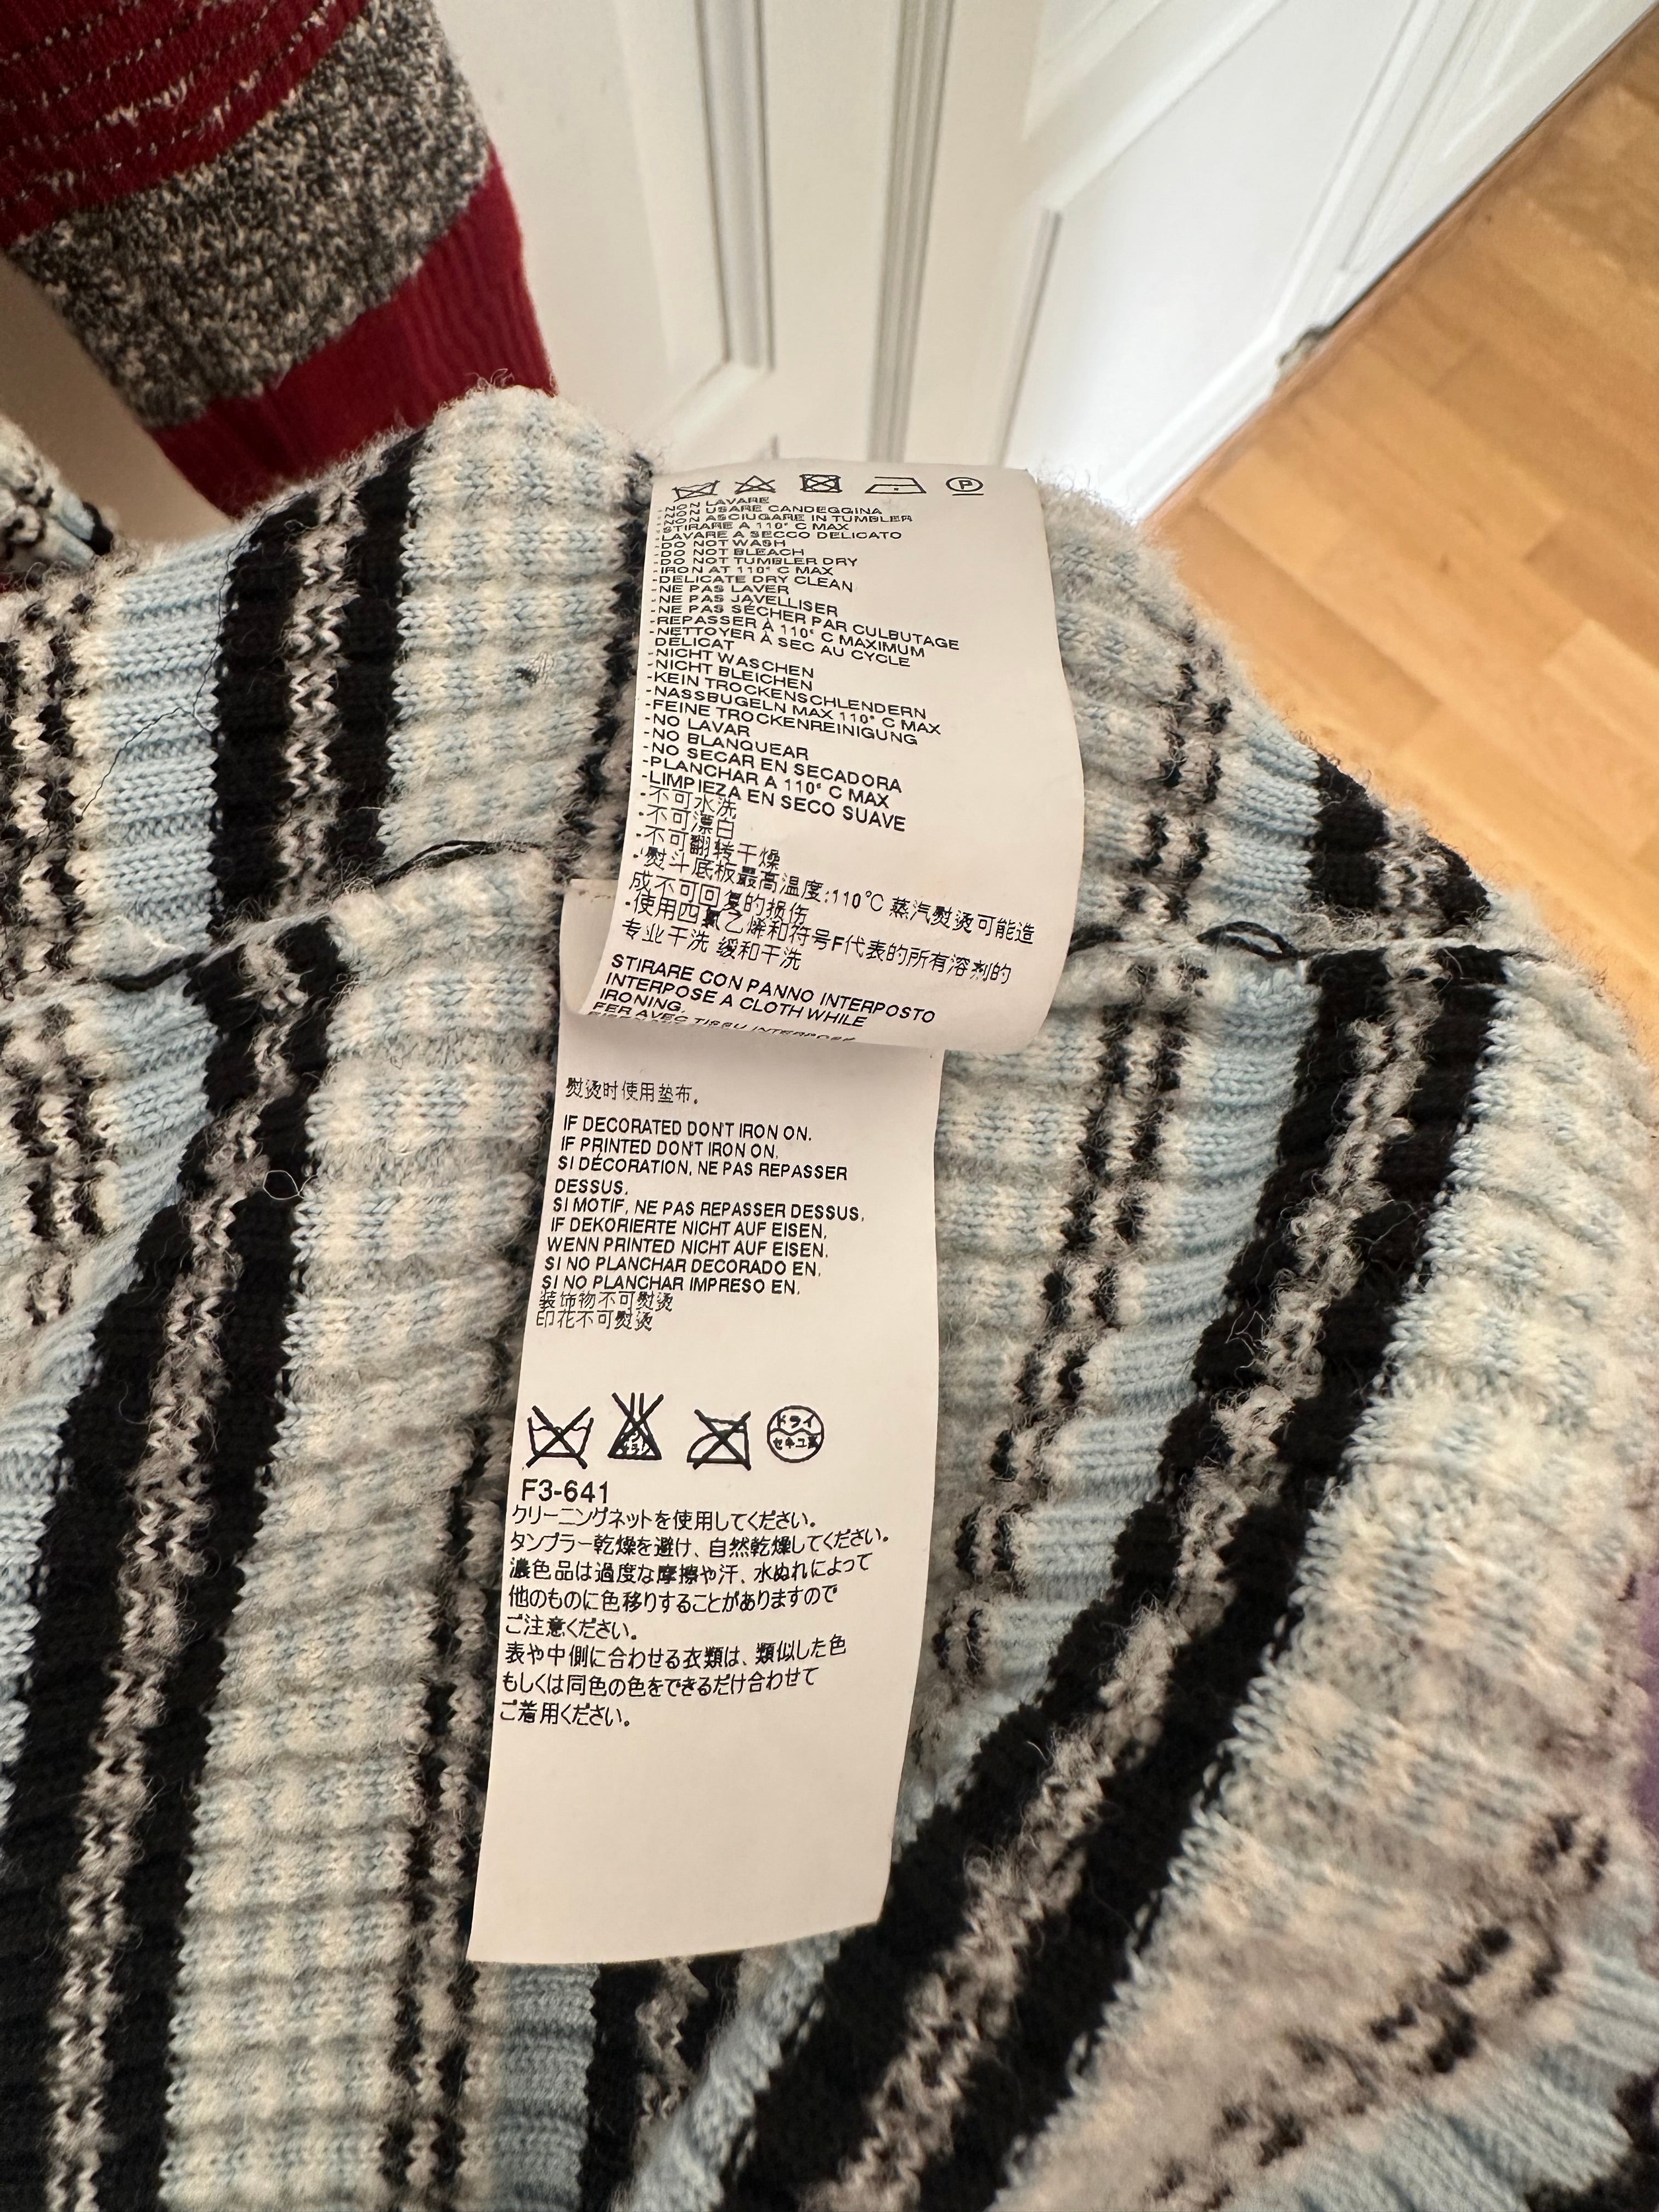 P
-NON LAVARE
-NON USARE CANDEGGINA
-NON ASCIUGARE IN TUMBLER
-STIRARE A 110° C MAX
-LAVARE A SECCO DELICATO
-DO NOT WASH
-DO NOT BLEACH
-DO NOT TUMBLER DRY
-IRON AT 110° C MAX
-DELICATE DRY CLEAN
-NE PAS LAVER
-NE PAS JAVELLISER
-NE PAS SÉCHER PAR CULBUTAGE
-REPASSER À 110° C MAXIMUM
-NETTOYER À SEC AU CYCLE
DÉLICAT
-NICHT WASCHEN
-NICHT BLEICHEN
-KEIN TROCKENSCHLENDERN
-NASSBUGELN MAX 110° C MAX
-FEINE TROCKENREINIGUNG
-NO LAVAR
-NO BLANQUEAR
-NO SECAR EN SECADORA
-PLANCHAR A 110° C MAX
-LIMPIEZA EN SECO SUAVE
-不可水洗
-不可漂白
-不可翻转干燥
-熨斗底板最高温度:110°C 蒸汽熨烫可能造
成不可回复的损伤
-使用四氯乙烯和符号F代表的所有溶剂的
专业干洗 缓和干洗
STIRARE CON PANNO INTERPOSTO
INTERPOSE A CLOTH WHILE
IRONING.
FER AVEC TISSU INTERPOSÉ
熨烫时使用垫布。
IF DECORATED DON'T IRON ON.
IF PRINTED DON'T IRON ON.
SI DÉCORATION, NE PAS REPASSER
DESSUS.
SI MOTIF, NE PAS REPASSER DESSUS.
IF DEKORIERTE NICHT AUF EISEN.
WENN PRINTED NICHT AUF EISEN.
SI NO PLANCHAR DECORADO EN.
SI NO PLANCHAR IMPRESO EN.
装饰物不可熨烫
印花不可熨烫
ドライ
セキユ系
F3-641
クリーニングネットを使用してください。
タンブラー乾燥を避け、自然乾燥してください。
濃色品は過度な摩擦や汗、水ぬれによって
他のものに色移りすることがありますので
ご注意ください。
表や中側に合わせる衣類は、類似した色
もしくは同色の色をできるだけ合わせて
ご着用ください。